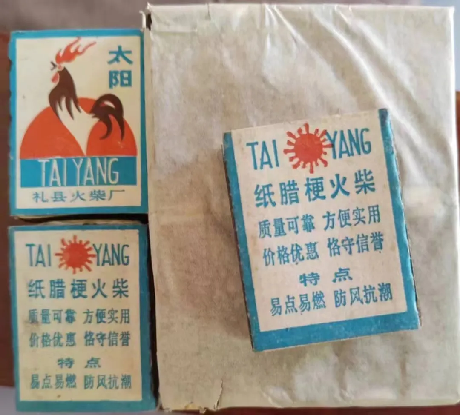 太
阳
TAI YANG
礼县火柴厂
TAI YANG
纸腊梗火柴
质量可靠 方便实用
价格优惠 恪守信誉
特点
易点易燃 防风抗潮
TAI YANG
纸腊梗火柴
质量可靠 方便实用
价格优惠 恪守信誉
特点
易点易燃 防风抗潮